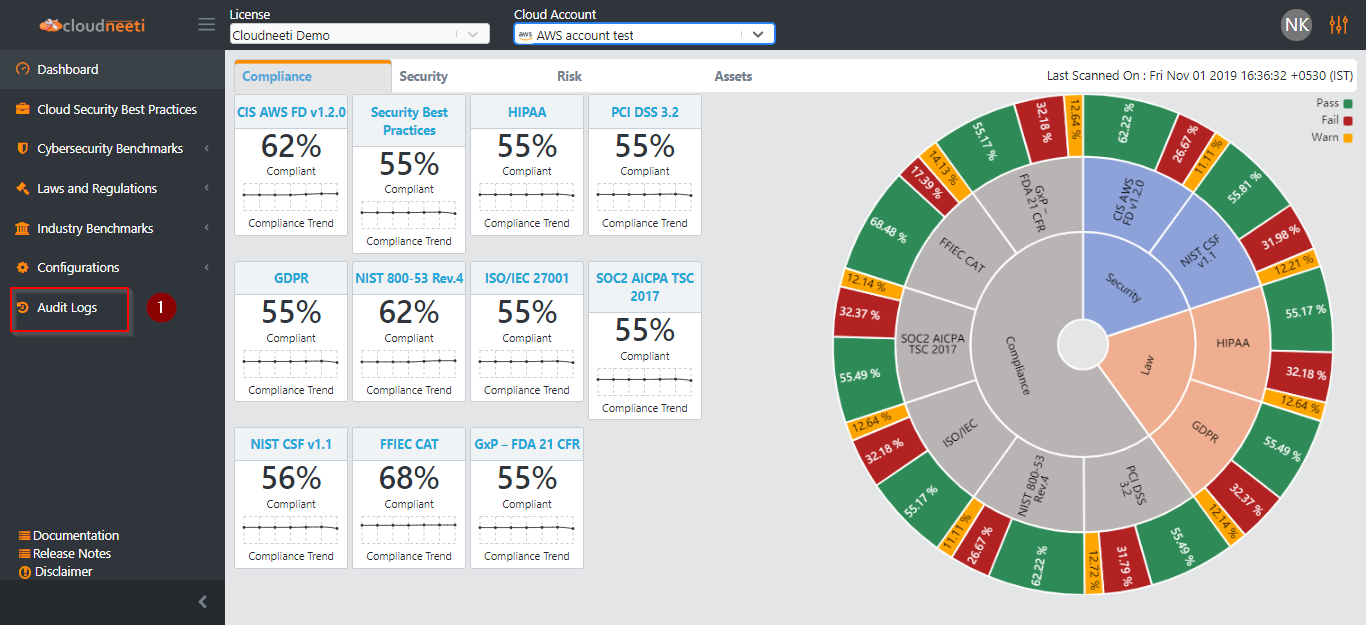 cloudneeti
License
Cloudneeti Demo
Cloud Account
aws AWS account test
NK
Dashboard
Cloud Security Best Practices
Cybersecurity Benchmarks
Laws and Regulations
Industry Benchmarks
Configurations
Audit Logs
1
Documentation
Release Notes
Disclaimer
Compliance
Security
Risk
Assets
Last Scanned On : Fri Nov 01 2019 16:36:32 +0530 (IST)
CIS AWS FD v1.2.0
62%
Compliant
Compliance Trend
Security Best
Practices
55%
Compliant
Compliance Trend
HIPAA
55%
Compliant
Compliance Trend
PCI DSS 3.2
55%
Compliant
Compliance Trend
GDPR
55%
Compliant
Compliance Trend
NIST 800-53 Rev.4
62%
Compliant
Compliance Trend
ISO/IEC 27001
55%
Compliant
Compliance Trend
SOC2 AICPA TSC
2017
55%
Compliant
Compliance Trend
NIST CSF v1.1
56%
Compliant
Compliance Trend
FFIEC CAT
68%
Compliant
Compliance Trend
GxP – FDA 21 CFR
55%
Compliant
Compliance Trend
Pass
Fail
Warn
Security
Law
Compliance
CIS AWS
FD v1.2.0
NIST CSF
v1.1
HIPAA
GDPR
PCI DSS
3.2
NIST 800-53
Rev.4
ISO/IEC
SOC2 AICPA
TSC 2017
FFIEC CAT
GxP –
FDA 21 CFR
62.22 %
26.67 %
11.11 %
55.81 %
31.98 %
12.21 %
55.17 %
32.18 %
12.64 %
55.49 %
32.37 %
12.14 %
55.49 %
31.79 %
12.72 %
62.22 %
26.67 %
11.11 %
55.17 %
32.18 %
12.64 %
55.49 %
32.37 %
12.14 %
68.48 %
17.39 %
14.13 %
55.17 %
32.18 %
12.64 %